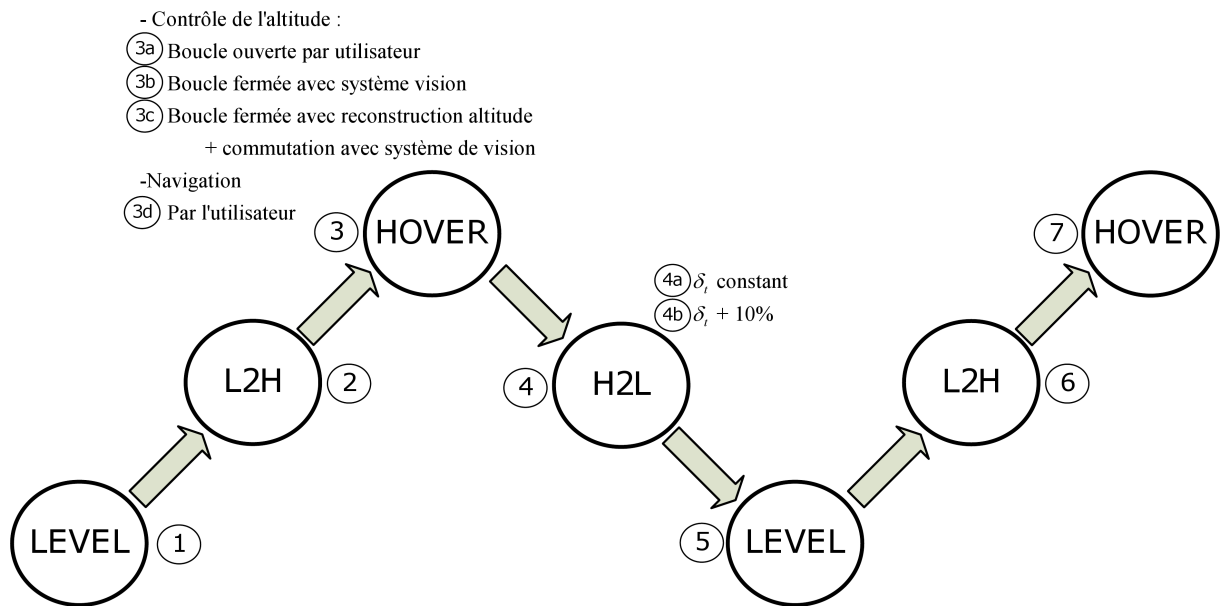 - Contrôle de l'altitude :
3a Boucle ouverte par utilisateur
3b Boucle fermée avec système vision
3c Boucle fermée avec reconstruction altitude
+ commutation avec système de vision
-Navigation
3d Par l'utilisateur
3 HOVER
7 HOVER
4a δt constant
4b δt + 10%
L2H 2
4 H2L
L2H 6
LEVEL 1
5 LEVEL